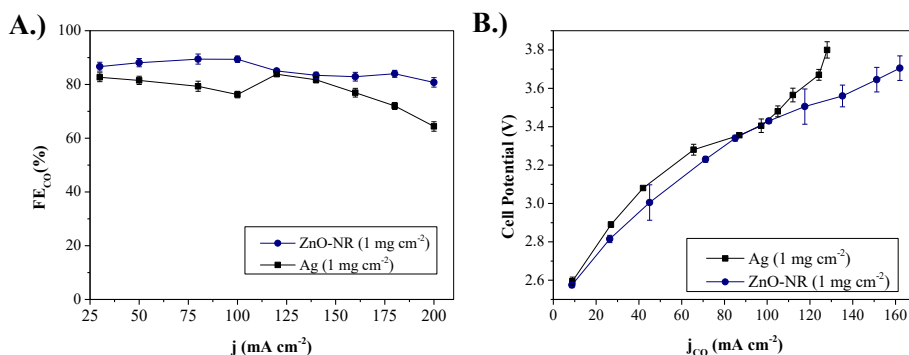 A.)
100
80
60
40
20
0
FE_CO(%)
25 50 75 100 125 150 175 200
j (mA cm⁻²)
ZnO-NR (1 mg cm⁻²)
Ag (1 mg cm⁻²)
B.)
3.8
3.6
3.4
3.2
3.0
2.8
2.6
Cell Potential (V)
0 20 40 60 80 100 120 140 160
j_CO (mA cm⁻²)
Ag (1 mg cm⁻²)
ZnO-NR (1 mg cm⁻²)